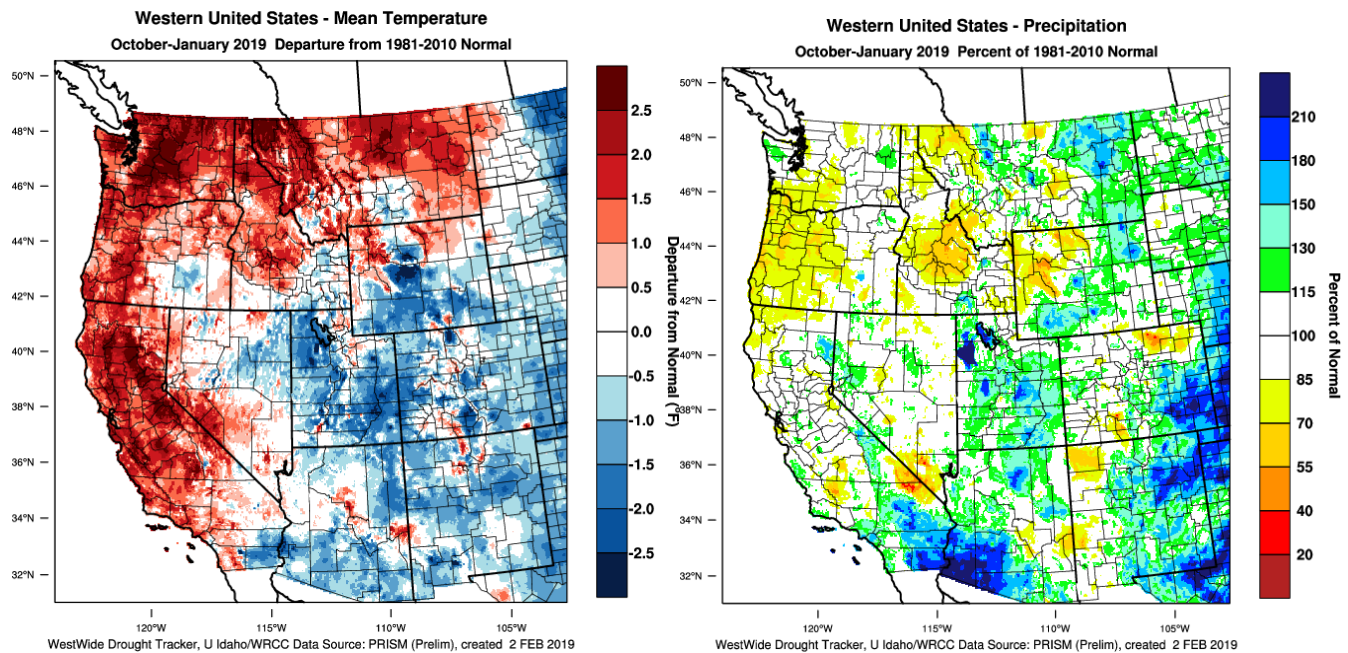 Western United States - Mean Temperature
October-January 2019 Departure from 1981-2010 Normal
50°N
48°N
46°N
44°N
42°N
40°N
38°N
36°N
34°N
32°N
120°W
115°W
110°W
105°W
2.5
2.0
1.5
1.0
0.5
0.0
-0.5
-1.0
-1.5
-2.0
-2.5
Departure from Normal (°F)
WestWide Drought Tracker, U Idaho/WRCC Data Source: PRISM (Prelim), created 2 FEB 2019
Western United States - Precipitation
October-January 2019 Percent of 1981-2010 Normal
50°N
48°N
46°N
44°N
42°N
40°N
38°N
36°N
34°N
32°N
120°W
115°W
110°W
105°W
210
180
150
130
115
100
85
70
55
40
20
Percent of Normal
WestWide Drought Tracker, U Idaho/WRCC Data Source: PRISM (Prelim), created 2 FEB 2019